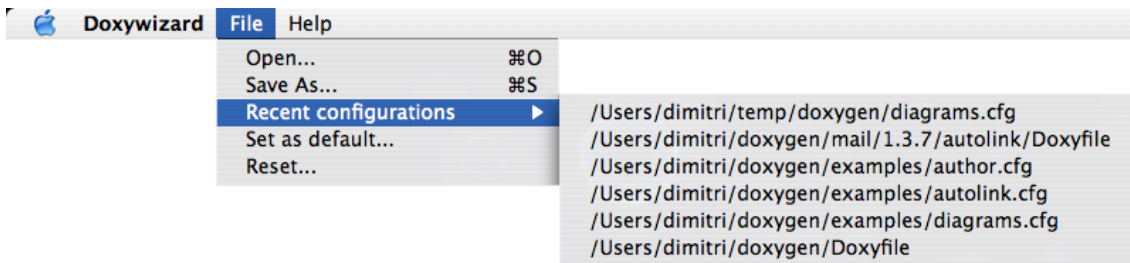 Doxywizard File Help
Open... ⌘O
Save As... ⌘S
Recent configurations ▶
Set as default...
Reset...
/Users/dimitri/temp/doxygen/diagrams.cfg
/Users/dimitri/doxygen/mail/1.3.7/autolink/Doxyfile
/Users/dimitri/doxygen/examples/author.cfg
/Users/dimitri/doxygen/examples/autolink.cfg
/Users/dimitri/doxygen/examples/diagrams.cfg
/Users/dimitri/doxygen/Doxyfile